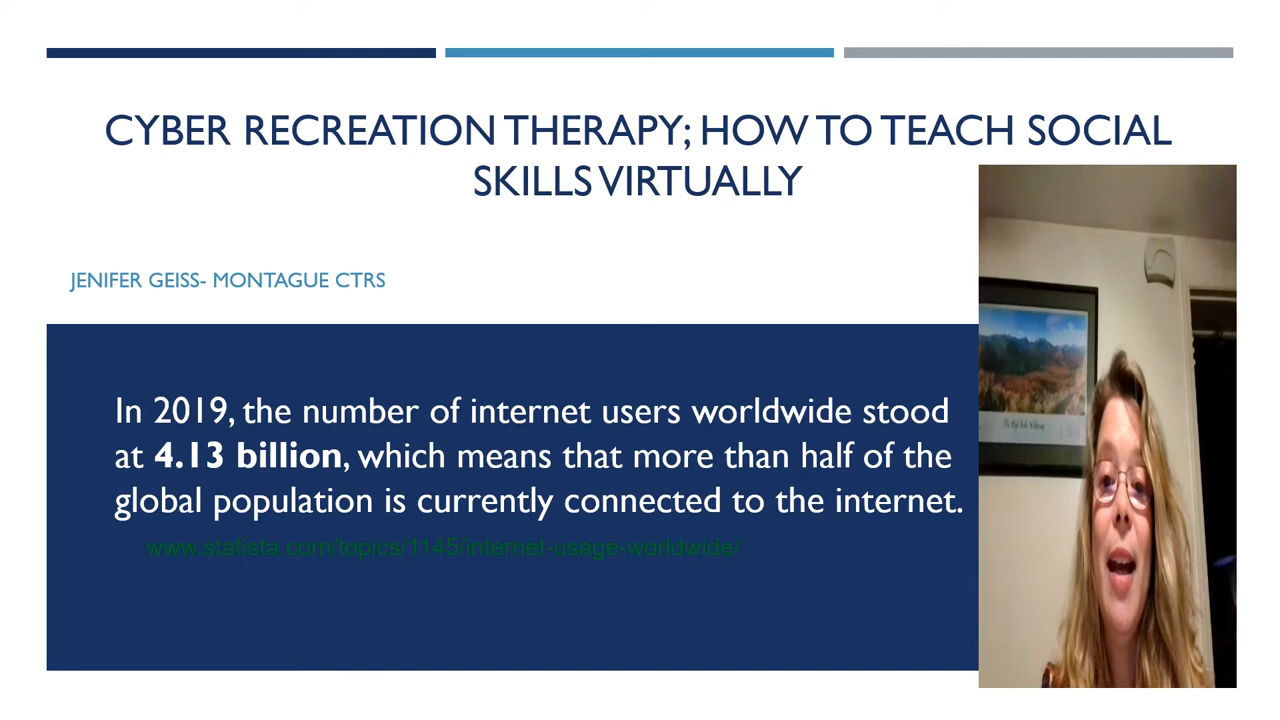 CYBER RECREATION THERAPY; HOW TO TEACH SOCIAL
SKILLS VIRTUALLY
JENIFER GEISS- MONTAGUE CTRS
In 2019, the number of internet users worldwide stood
at 4.13 billion, which means that more than half of the
global population is currently connected to the internet.
www.statista.com/topics/1145/internet-usage-worldwide/